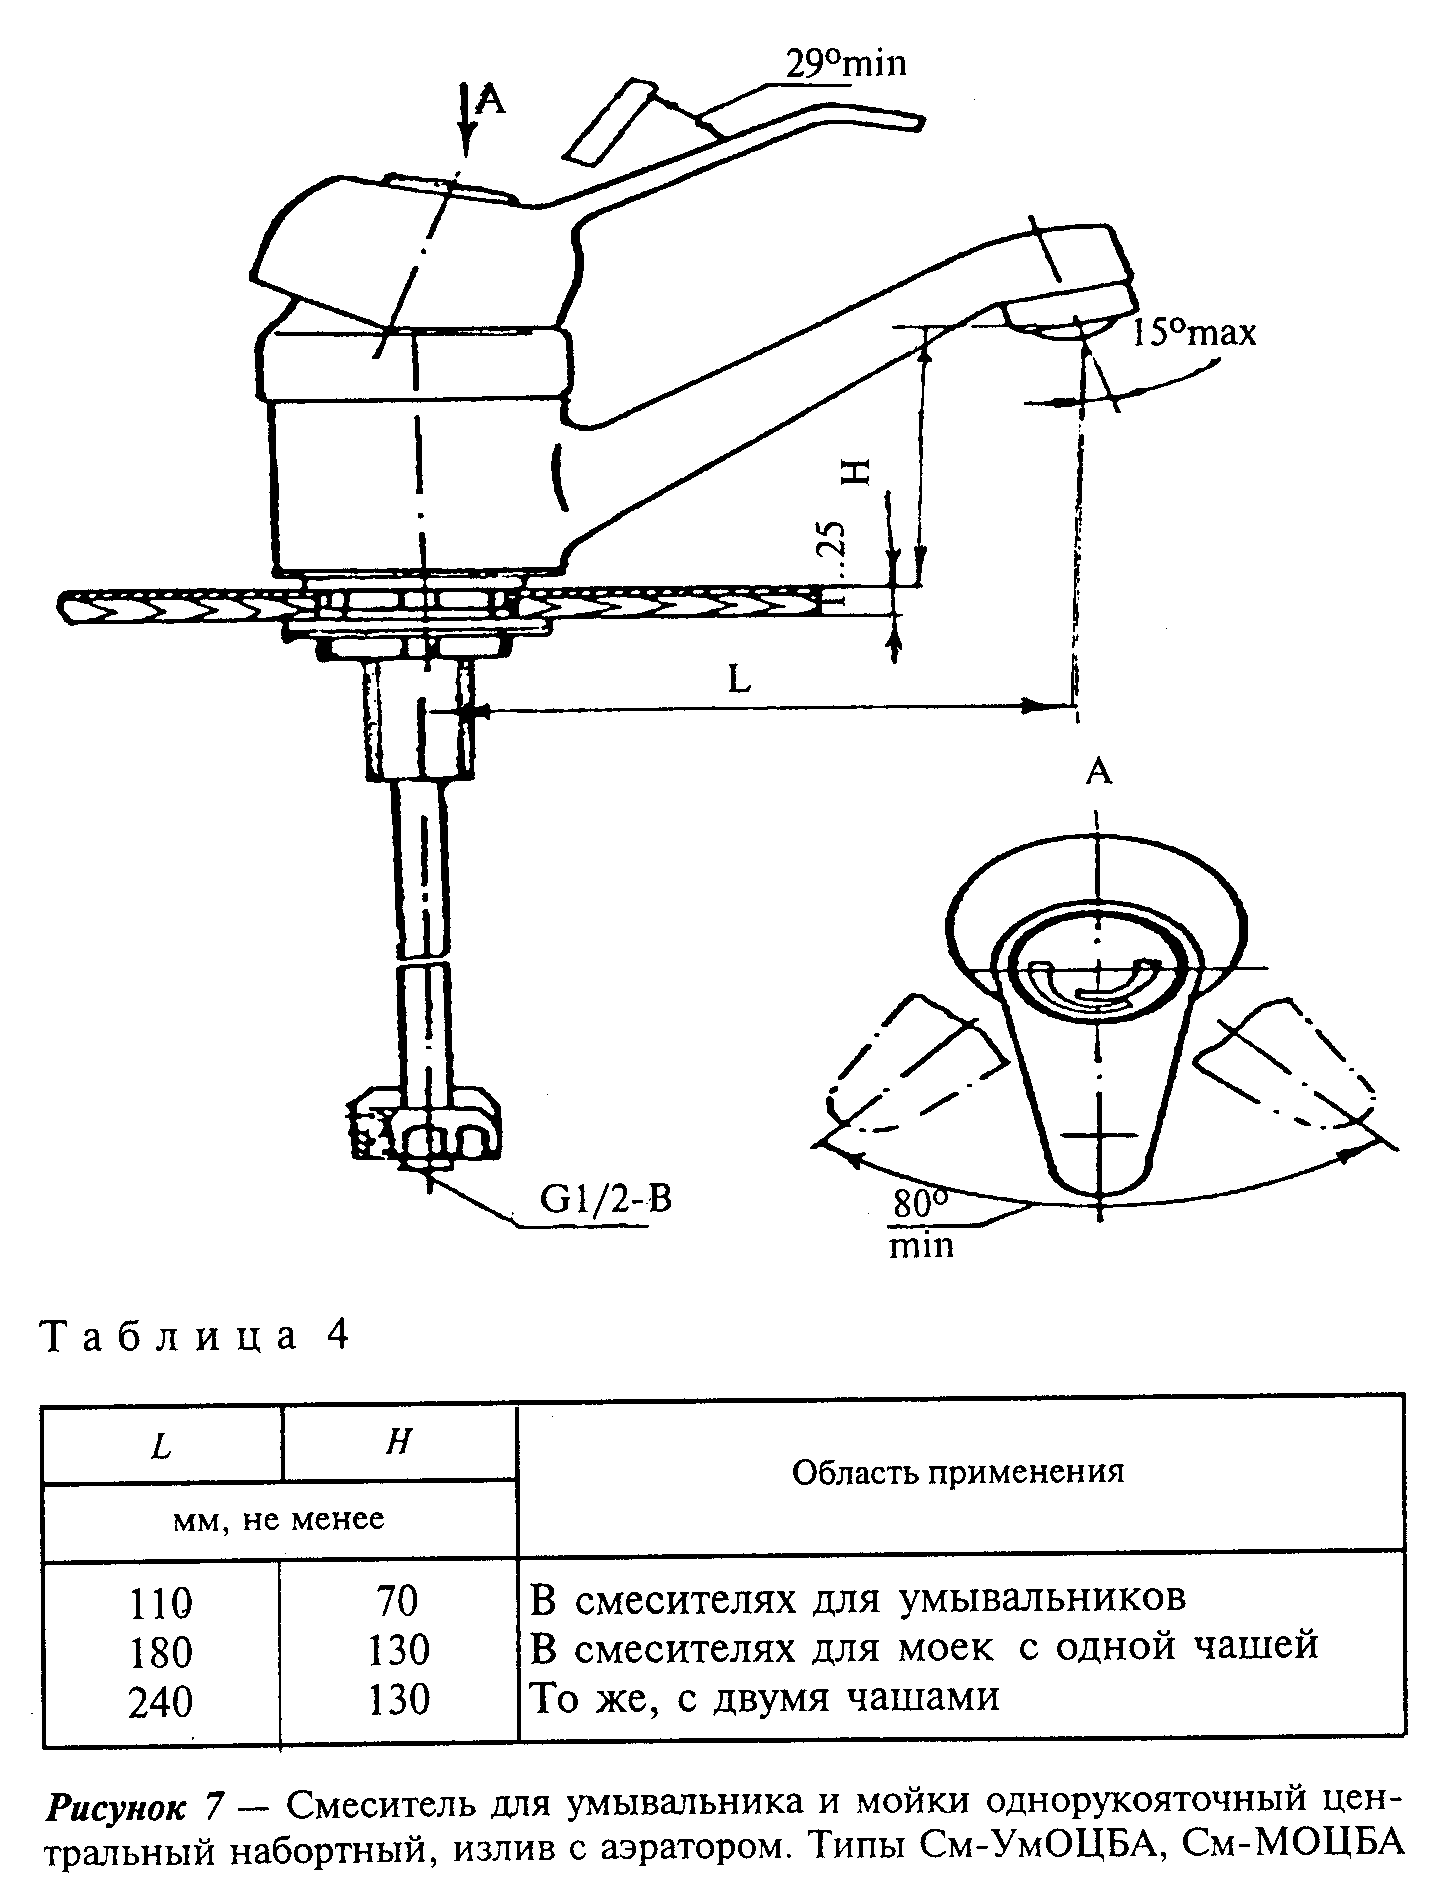 29°min
А
15°max
H
1...25
L
А
G1/2-B
80°
min
Таблица 4
L H Область применения
мм, не менее
110 70 В смесителях для умывальников
180 130 В смесителях для моек с одной чашей
240 130 То же, с двумя чашами
Рисунок 7 — Смеситель для умывальника и мойки однорукояточный цен-
тральный набортный, излив с аэратором. Типы См-УмОЦБА, См-МОЦБА